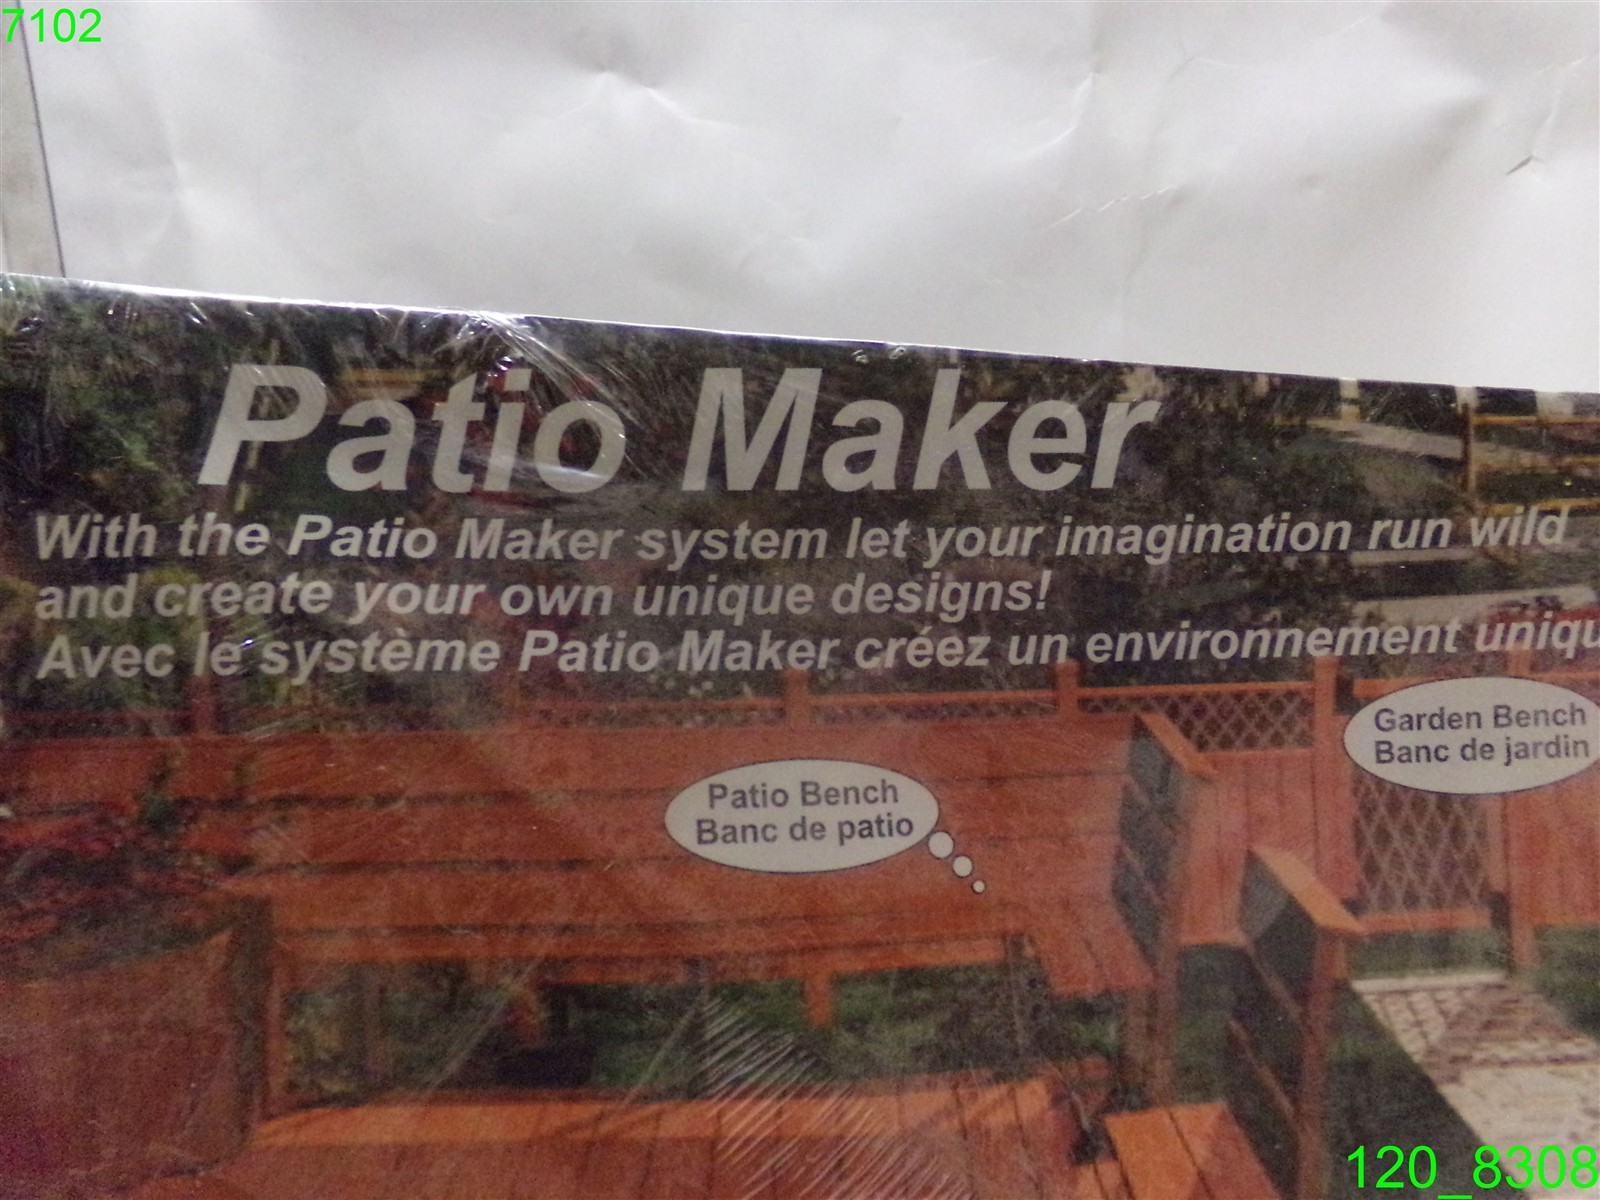 7102
Patio Maker
With the Patio Maker system let your imagination run wild
and create your own unique designs!
Avec le système Patio Maker créez un environnement uniqu
Garden Bench
Banc de jardin
Patio Bench
Banc de patio
120_8308